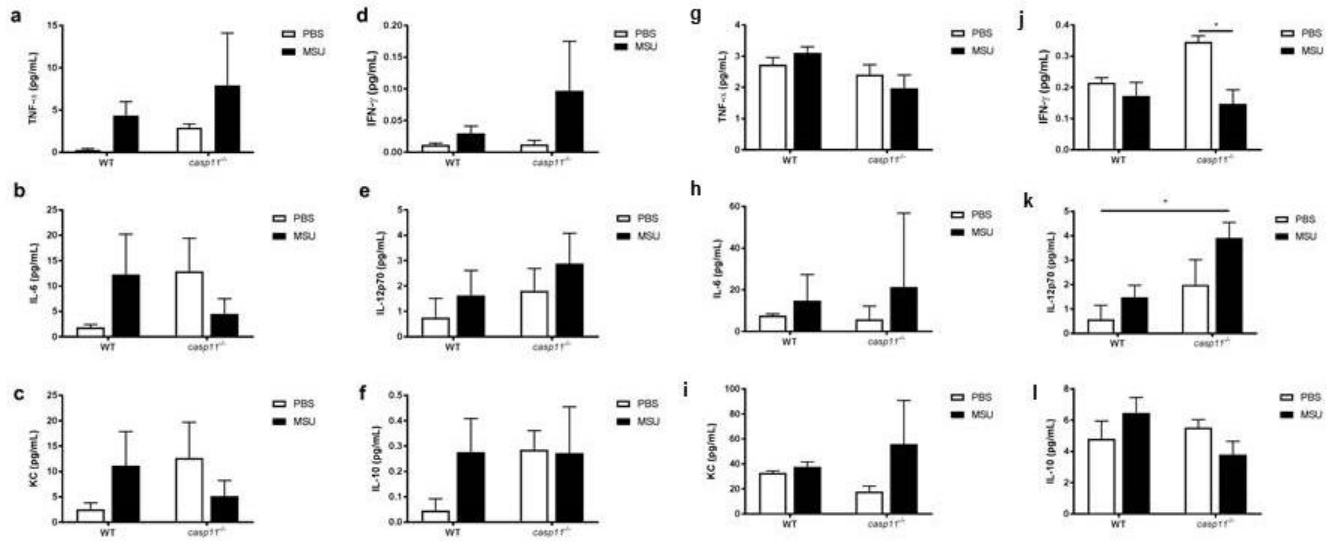 a
TNF-α (pg/mL)
15
10
5
0
WT
casp11-/-
PBS
MSU
b
IL-6 (pg/mL)
25
20
15
10
5
0
WT
casp11-/-
PBS
MSU
c
KC (pg/mL)
25
20
15
10
5
0
WT
casp11-/-
PBS
MSU
d
IFN-γ (pg/mL)
0.20
0.15
0.10
0.05
0.00
WT
casp11-/-
PBS
MSU
e
IL-12p70 (pg/mL)
5
4
3
2
1
0
WT
casp11-/-
PBS
MSU
f
IL-10 (pg/mL)
0.5
0.4
0.3
0.2
0.1
0.0
WT
casp11-/-
PBS
MSU
g
TNF-α (pg/mL)
4
3
2
1
0
WT
casp11-/-
PBS
MSU
h
IL-6 (pg/mL)
60
40
20
0
WT
casp11-/-
PBS
MSU
i
KC (pg/mL)
100
80
60
40
20
0
WT
casp11-/-
PBS
MSU
j
IFN-γ (pg/mL)
0.4
0.3
0.2
0.1
0.0
*
WT
casp11-/-
PBS
MSU
k
IL-12p70 (pg/mL)
5
4
3
2
1
0
*
WT
casp11-/-
PBS
MSU
l
IL-10 (pg/mL)
8
6
4
2
0
WT
casp11-/-
PBS
MSU